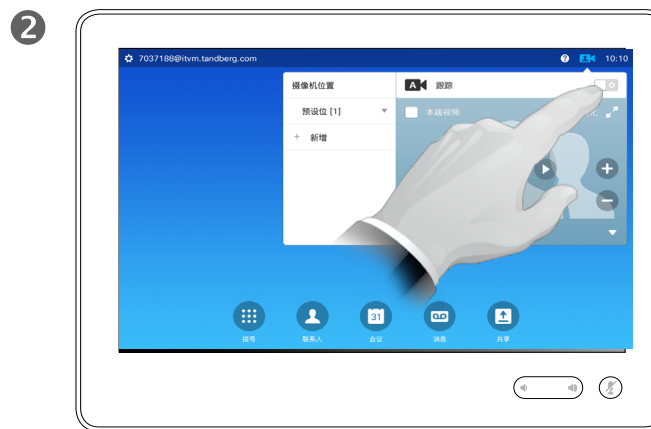 2
7037188@itvm.tandberg.com
? 10:10
摄像机位置
A 跟踪
预设位 [1]
本端视频
+ 新增
31
拨号 联系人 会议 消息 共享